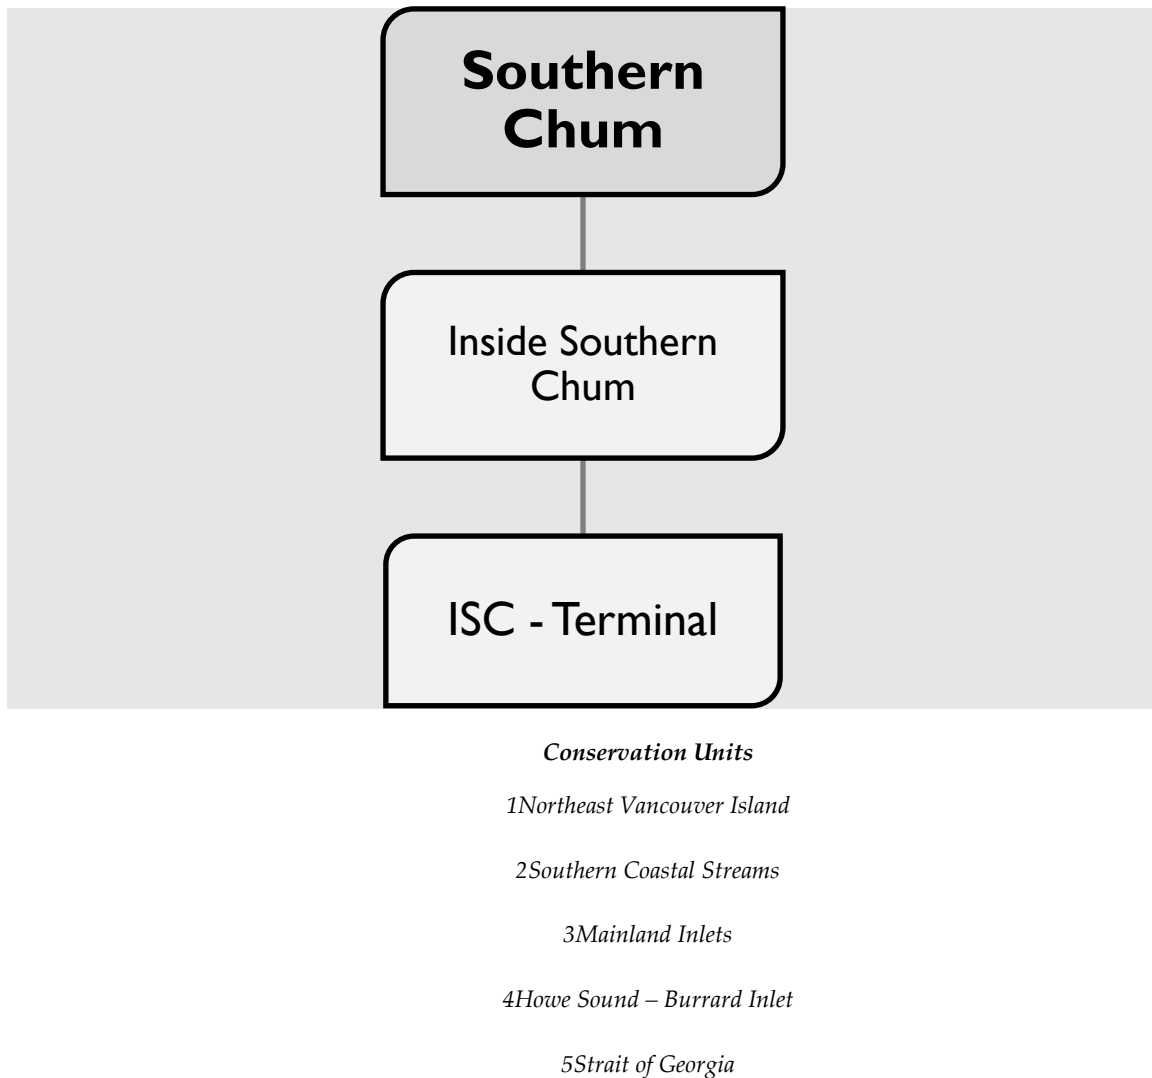 Southern
Chum
Inside Southern
Chum
ISC - Terminal
Conservation Units
1Northeast Vancouver Island
2Southern Coastal Streams
3Mainland Inlets
4Howe Sound – Burrard Inlet
5Strait of Georgia